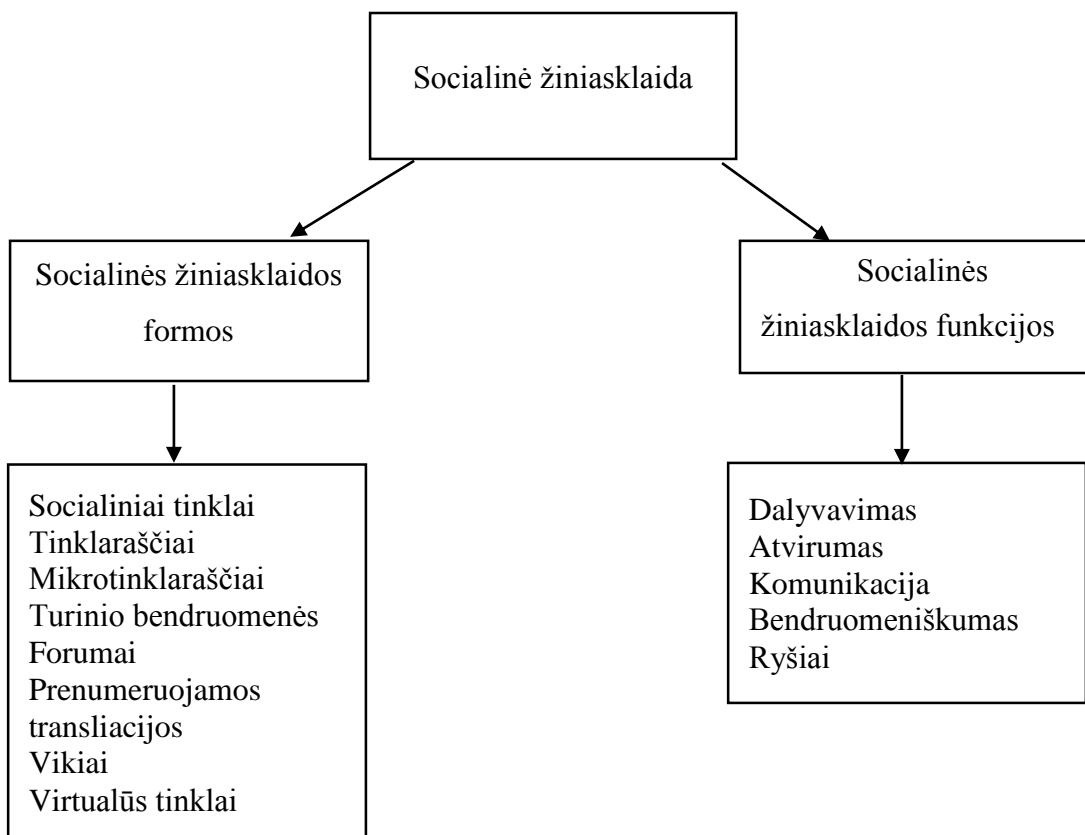 Socialinė žiniasklaida
Socialinės žiniasklaidos
formos
Socialinės
žiniasklaidos funkcijos
Socialiniai tinklai
Tinklaraščiai
Mikrotinklaraščiai
Turinio bendruomenės
Forumai
Prenumeruojamos
transliacijos
Vikiai
Virtualūs tinklai
Dalyvavimas
Atvirumas
Komunikacija
Bendruomeniškumas
Ryšiai